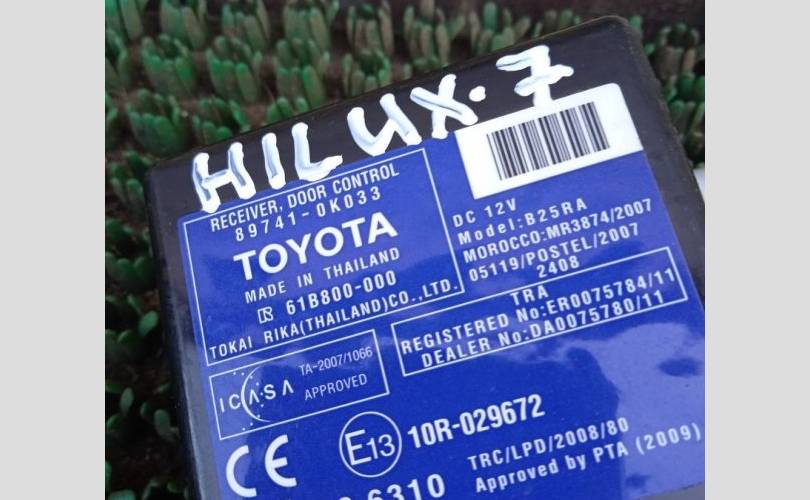 HILUX.7
RECEIVER, DOOR CONTROL
89741-0K033
TOYOTA
MADE IN THAILAND
61B800-000
TOKAI RIKA(THAILAND)CO.,LTD.
DC 12V
Model:B25RA
MOROCCO:MR3874/2007
05119/POSTEL/2007
2408
TRA
REGISTERED No:ER0075784/11
DEALER No:DA0075780/11
ICASA
TA-2007/1066
APPROVED
CE
E13
10R-029672
6310
TRC/LPD/2008/80
Approved by PTA (2009)